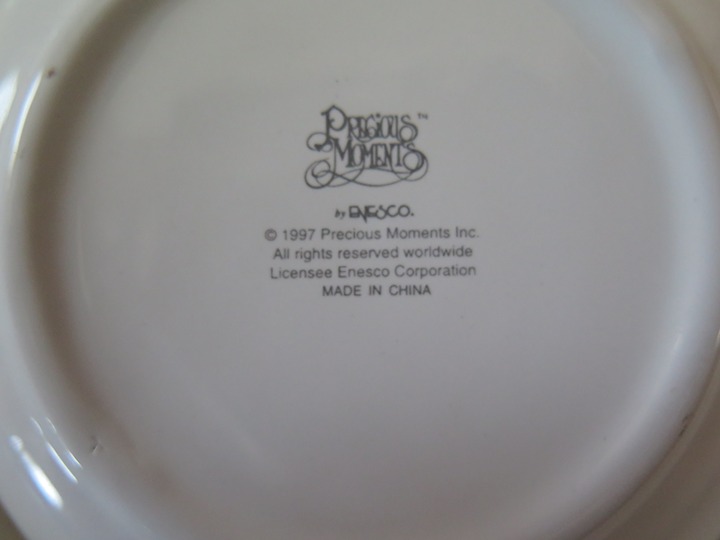 PRECIOUS™
MOMENTS
by ENESCO.
© 1997 Precious Moments Inc.
All rights reserved worldwide
Licensee Enesco Corporation
MADE IN CHINA